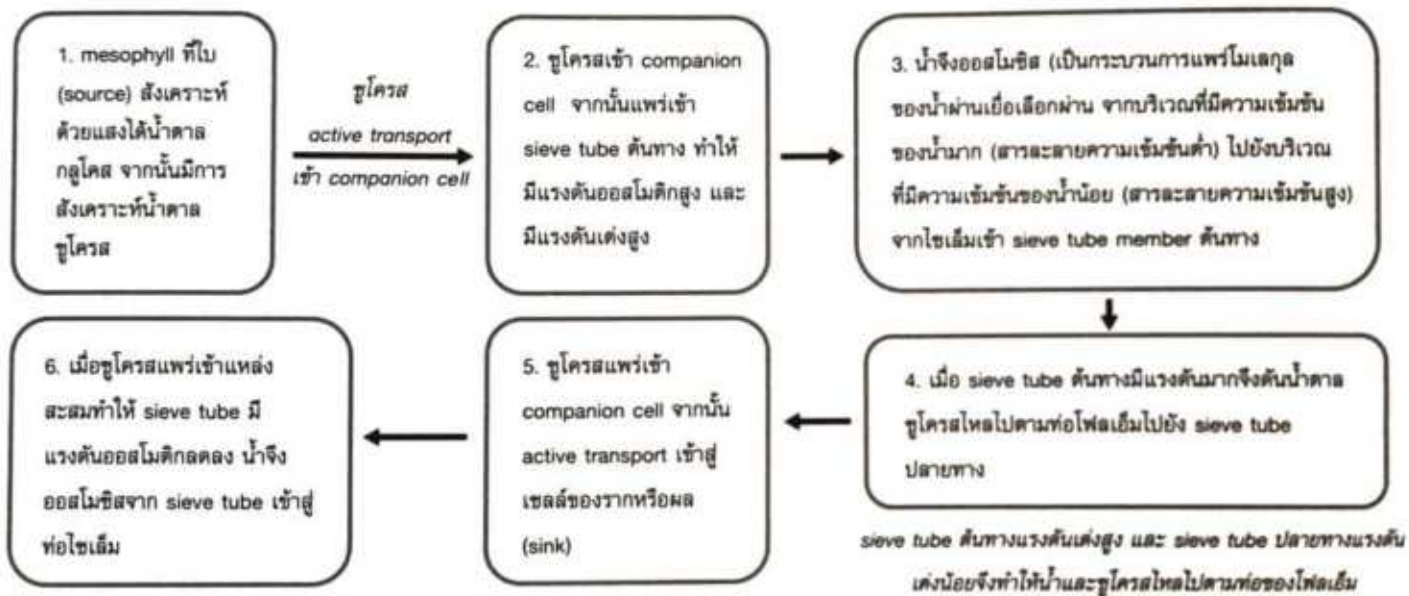 1. mesophyll ที่ใบ
(source) สังเคราะห์
ด้วยแสงได้น้ำตาล
กลูโคส จากนั้นมีการ
สังเคราะห์น้ำตาล
ซูโครส
ซูโครส
active transport
เข้า companion cell
2. ซูโครสเข้า companion
cell จากนั้นแพร่เข้า
sieve tube ต้นทาง ทำให้
มีแรงดันออสโมติกสูง และ
มีแรงดันเต่งสูง
3. น้ำจึงออสโมซิส (เป็นกระบวนการแพร่โมเลกุล
ของน้ำผ่านเยื่อเลือกผ่าน จากบริเวณที่มีความเข้มข้น
ของน้ำมาก (สารละลายความเข้มข้นต่ำ) ไปยังบริเวณ
ที่มีความเข้มข้นของน้ำน้อย (สารละลายความเข้มข้นสูง)
จากไซเล็มเข้า sieve tube member ต้นทาง
4. เมื่อ sieve tube ต้นทางมีแรงดันมากจึงดันน้ำตาล
ซูโครสไหลไปตามท่อโฟลเอ็มไปยัง sieve tube
ปลายทาง
sieve tube ต้นทางแรงดันเต่งสูง และ sieve tube ปลายทางแรงดัน
เต่งน้อยจึงทำให้น้ำและซูโครสไหลไปตามท่อของโฟลเอ็ม
5. ซูโครสแพร่เข้า
companion cell จากนั้น
active transport เข้าสู่
เซลล์ของรากหรือผล
(sink)
6. เมื่อซูโครสแพร่เข้าแหล่ง
สะสมทำให้ sieve tube มี
แรงดันออสโมติกลดลง น้ำจึง
ออสโมซิสจาก sieve tube เข้าสู่
ท่อไซเล็ม